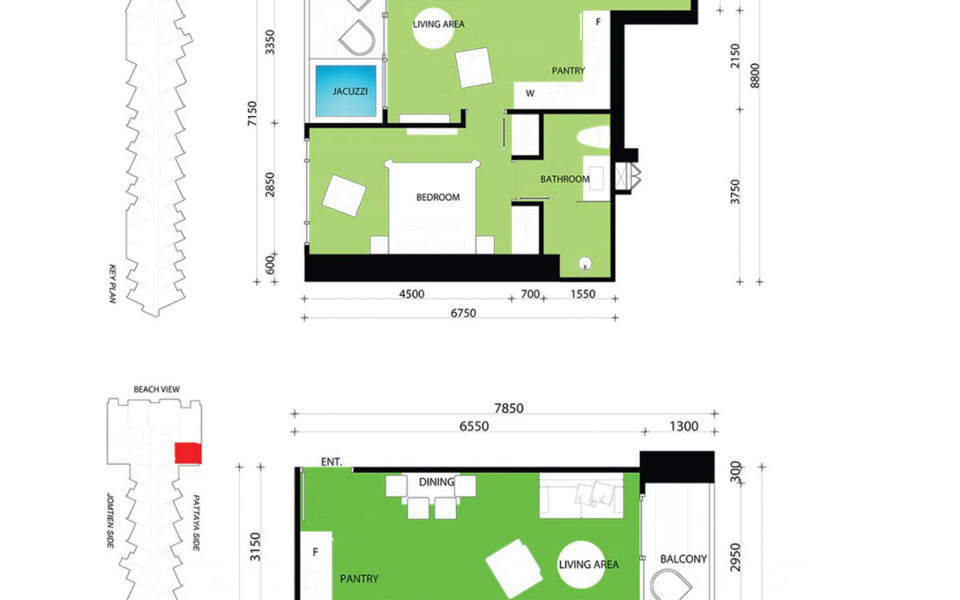 LIVING AREA
F
3350
2150
8800
PANTRY
JACUZZI
W
7150
2850
BEDROOM
BATHROOM
3750
600
KEY PLAN
4500
700
1550
6750
BEACH VIEW
7850
6550
1300
ENT.
DINING
300
JOMTIEN SIDE
PATTAYA SIDE
3150
F
PANTRY
LIVING AREA
BALCONY
2950